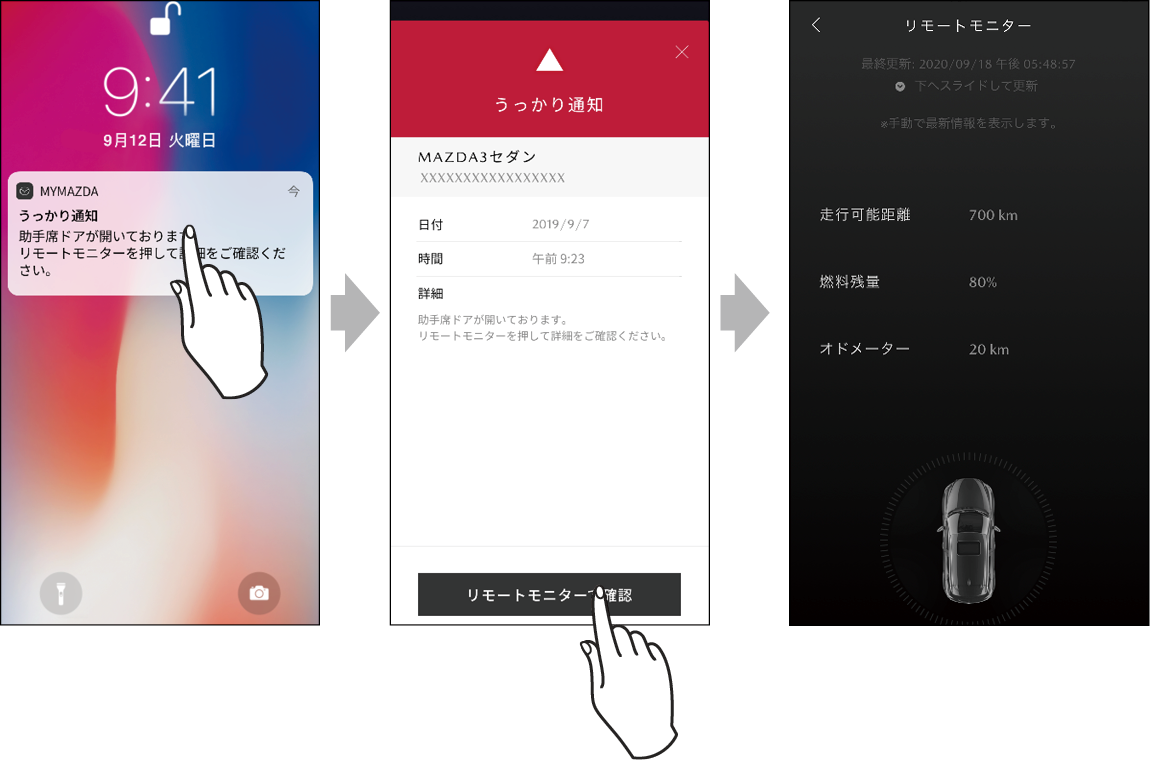 9:41
9月12日 火曜日
MYMAZDA 今
うっかり通知
助手席ドアが開いておりま
リモートモニターを押して詳細をご確認くだ
さい。
うっかり通知
MAZDA3セダン
XXXXXXXXXXXXXXXXX
日付 2019/9/7
時間 午前 9:23
詳細
助手席ドアが開いております。
リモートモニターを押して詳細をご確認ください。
リモートモニターで確認
リモートモニター
最終更新: 2020/09/18 午後 05:48:57
下へスライドして更新
※手動で最新情報を表示します。
走行可能距離 700 km
燃料残量 80%
オドメーター 20 km